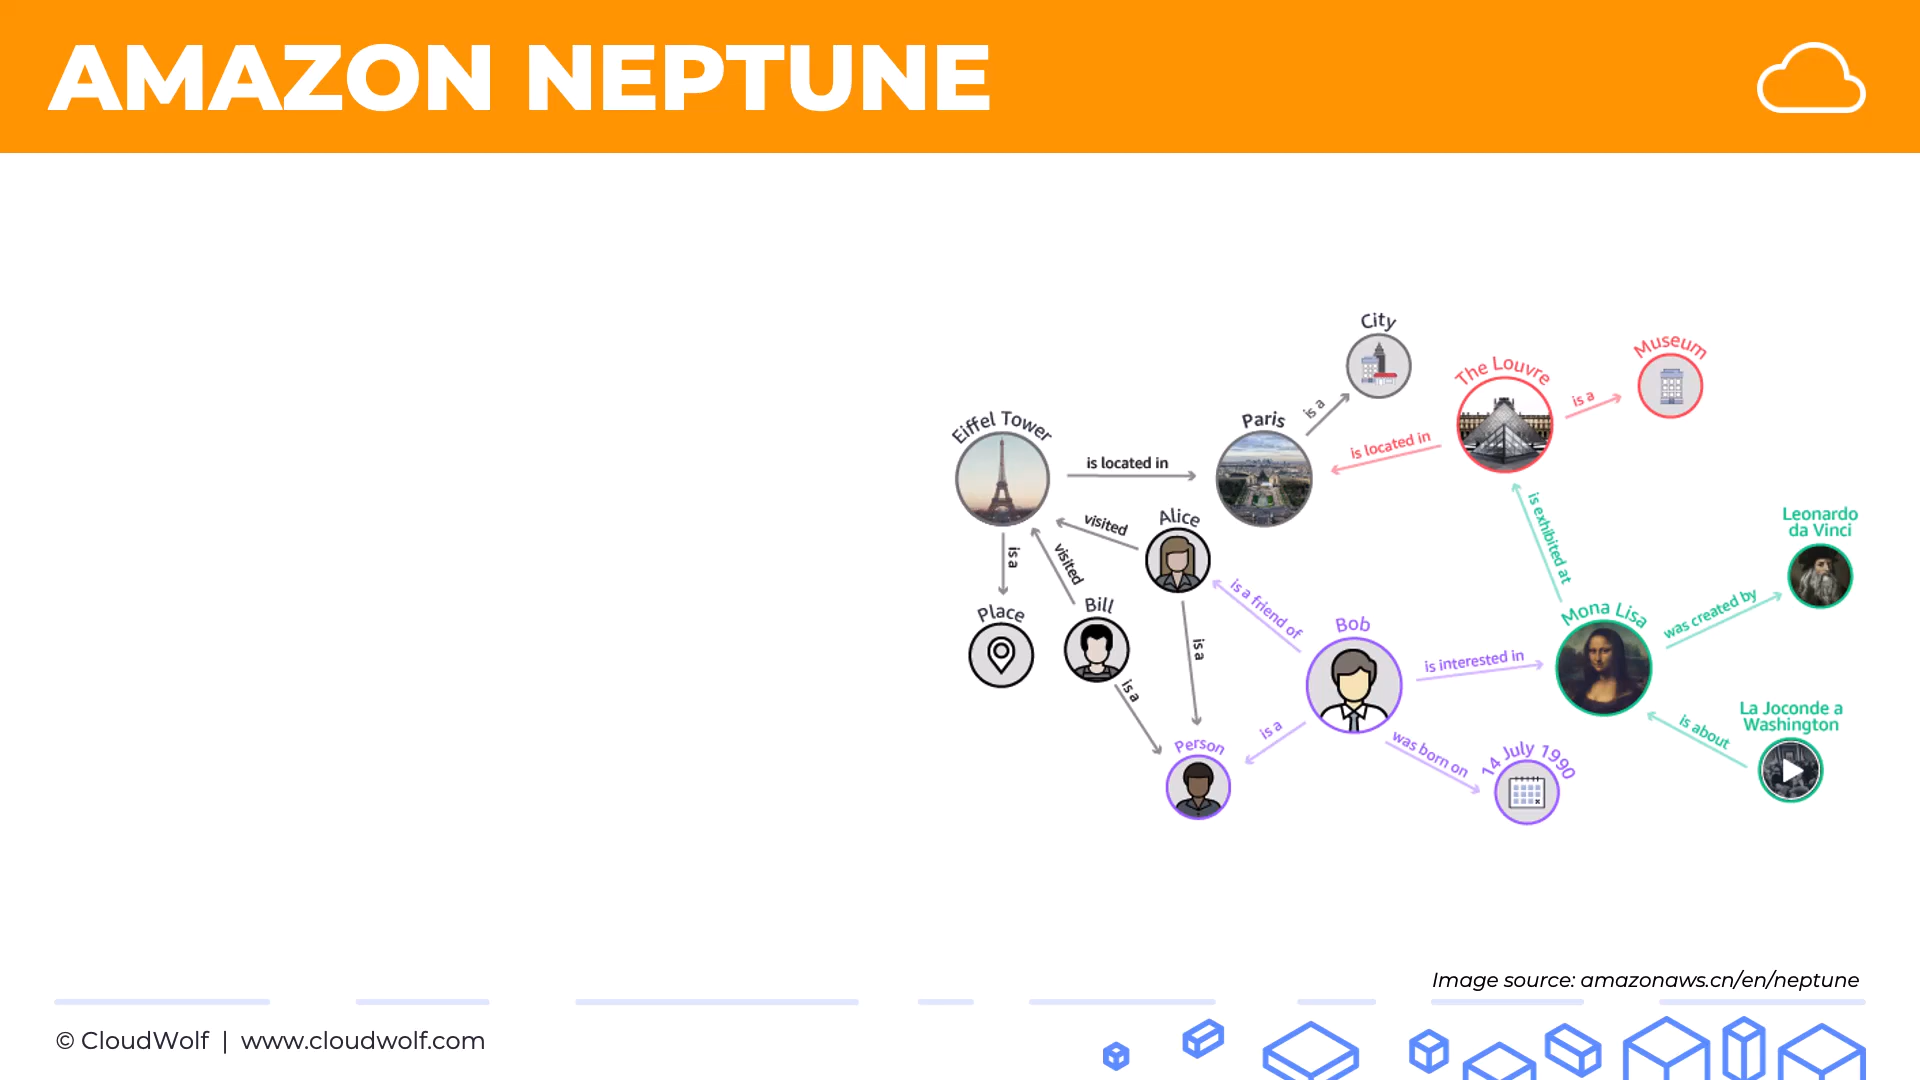 AMAZON NEPTUNE
City
Museum
The Louvre
is a
is a
Paris
Eiffel Tower
is located in
is located in
is exhibited at
Leonardo
da Vinci
Alice
visited
visited
is a
is a friend of
Place
Bill
Bob
Mona Lisa
was created by
is a
is interested in
is a
La Joconde a
Washington
is about
is a
was born on
Person
14 July 1990
Image source: amazonaws.cn/en/neptune
© CloudWolf | www.cloudwolf.com